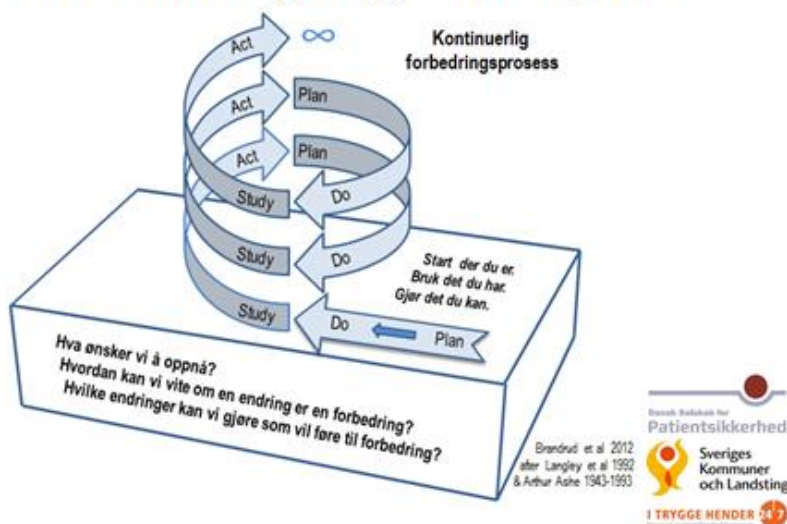 Kontinuerlig
forbedringsprosess
Act
∞
Act
Plan
Act
Plan
Study
Do
Study
Do
Study
Do
Plan
Start der du er.
Bruk det du har.
Gjør det du kan.
Hva ønsker vi å oppnå?
Hvordan kan vi vite om en endring er en forbedring?
Hvilke endringer kan vi gjøre som vil føre til forbedring?
Brandrud et al 2012
after Langley et al 1992
& Arthur Ashe 1943-1993
Dansk Selskab for
Patientsikkerhed
Sveriges
Kommuner
och Landsting
I TRYGGE HENDER 24 7